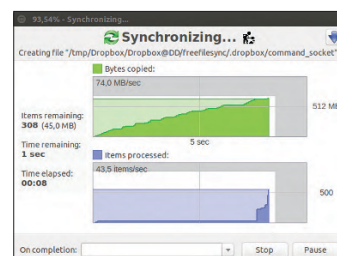 93,54% - Synchronizing...
Synchronizing...
Creating file "/tmp/Dropbox/Dropbox@DD/freefilesync/.dropbox/command_socket"
Bytes copied:
74,0 MB/sec
512 MB
Items remaining:
308 (45,0 MB)
Time remaining:
1 sec
5 sec
Items processed:
Time elapsed:
00:08
43,5 items/sec
500
On completion:
Stop
Pause